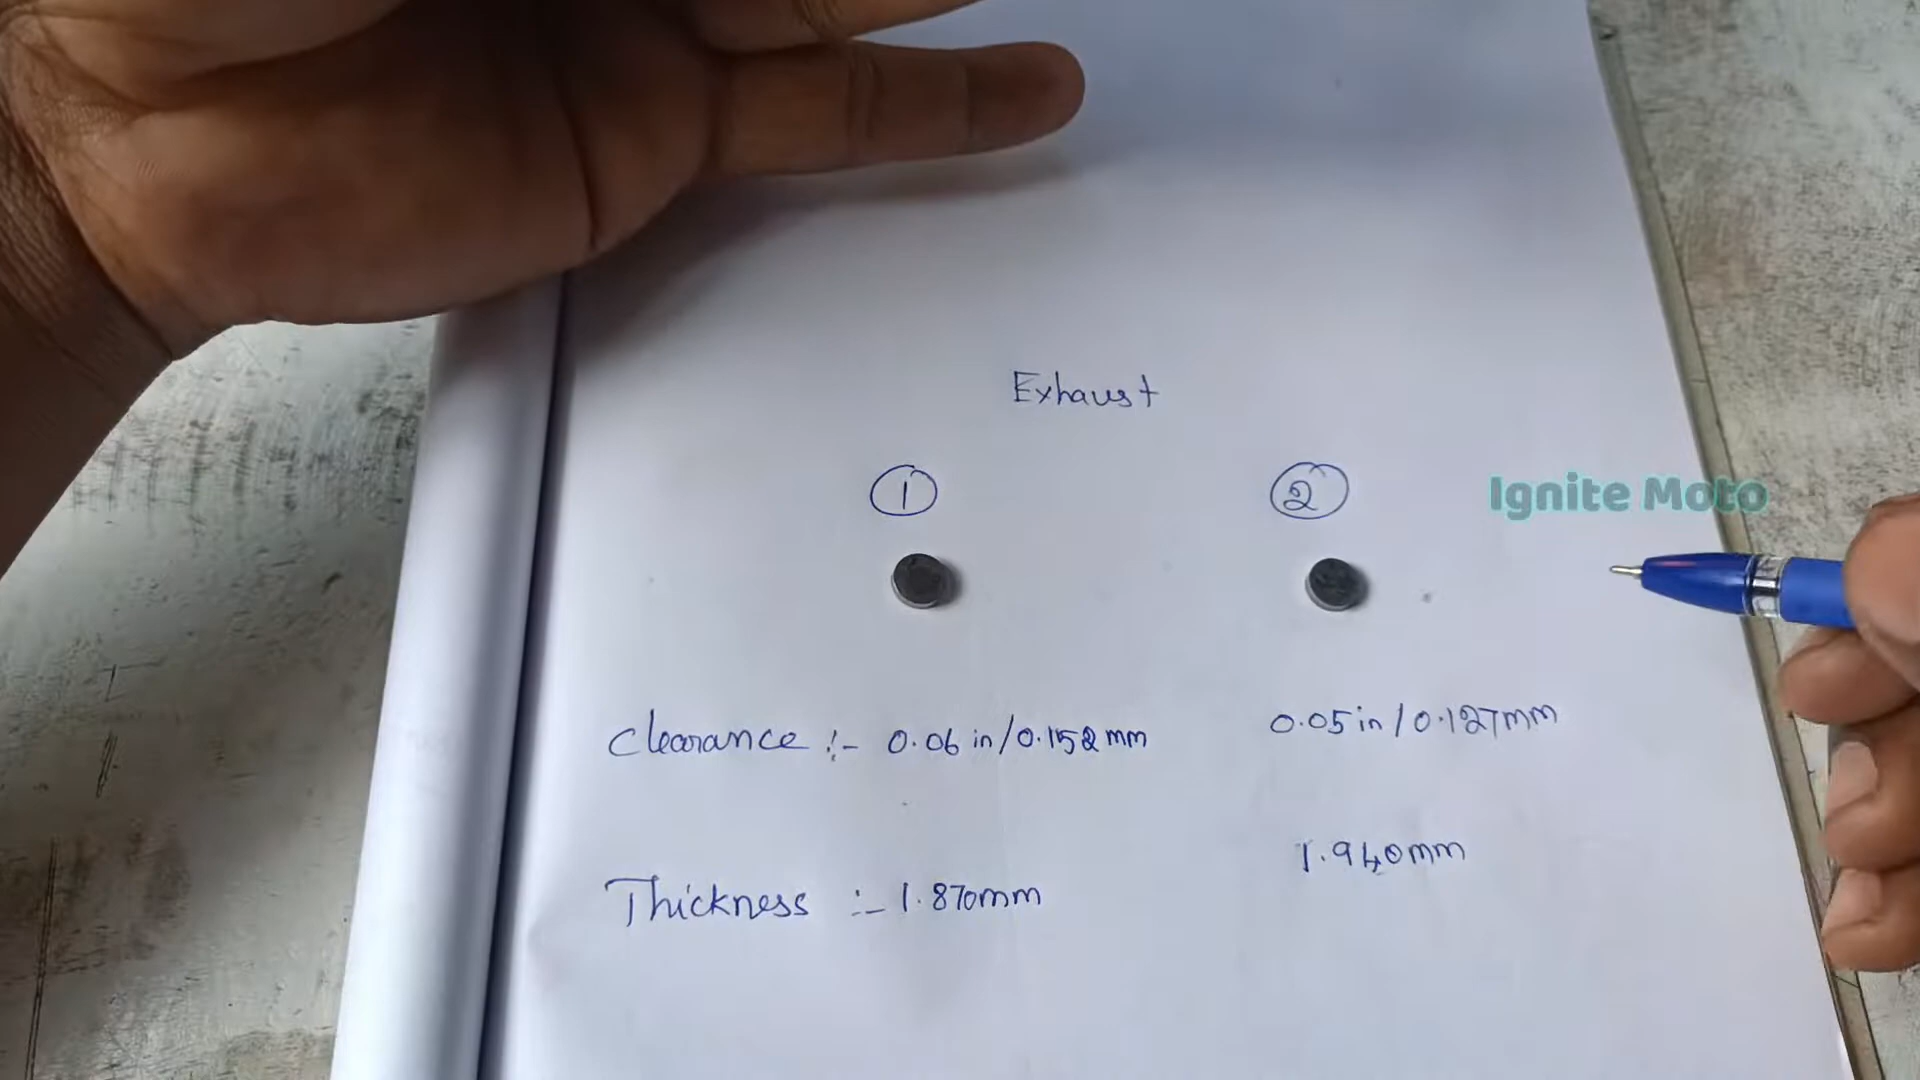 Exhaust
1 2
Ignite Moto
Clearance :- 0.06 in/0.152 mm 0.05 in/0.127mm
Thickness :- 1.870mm 1.940mm